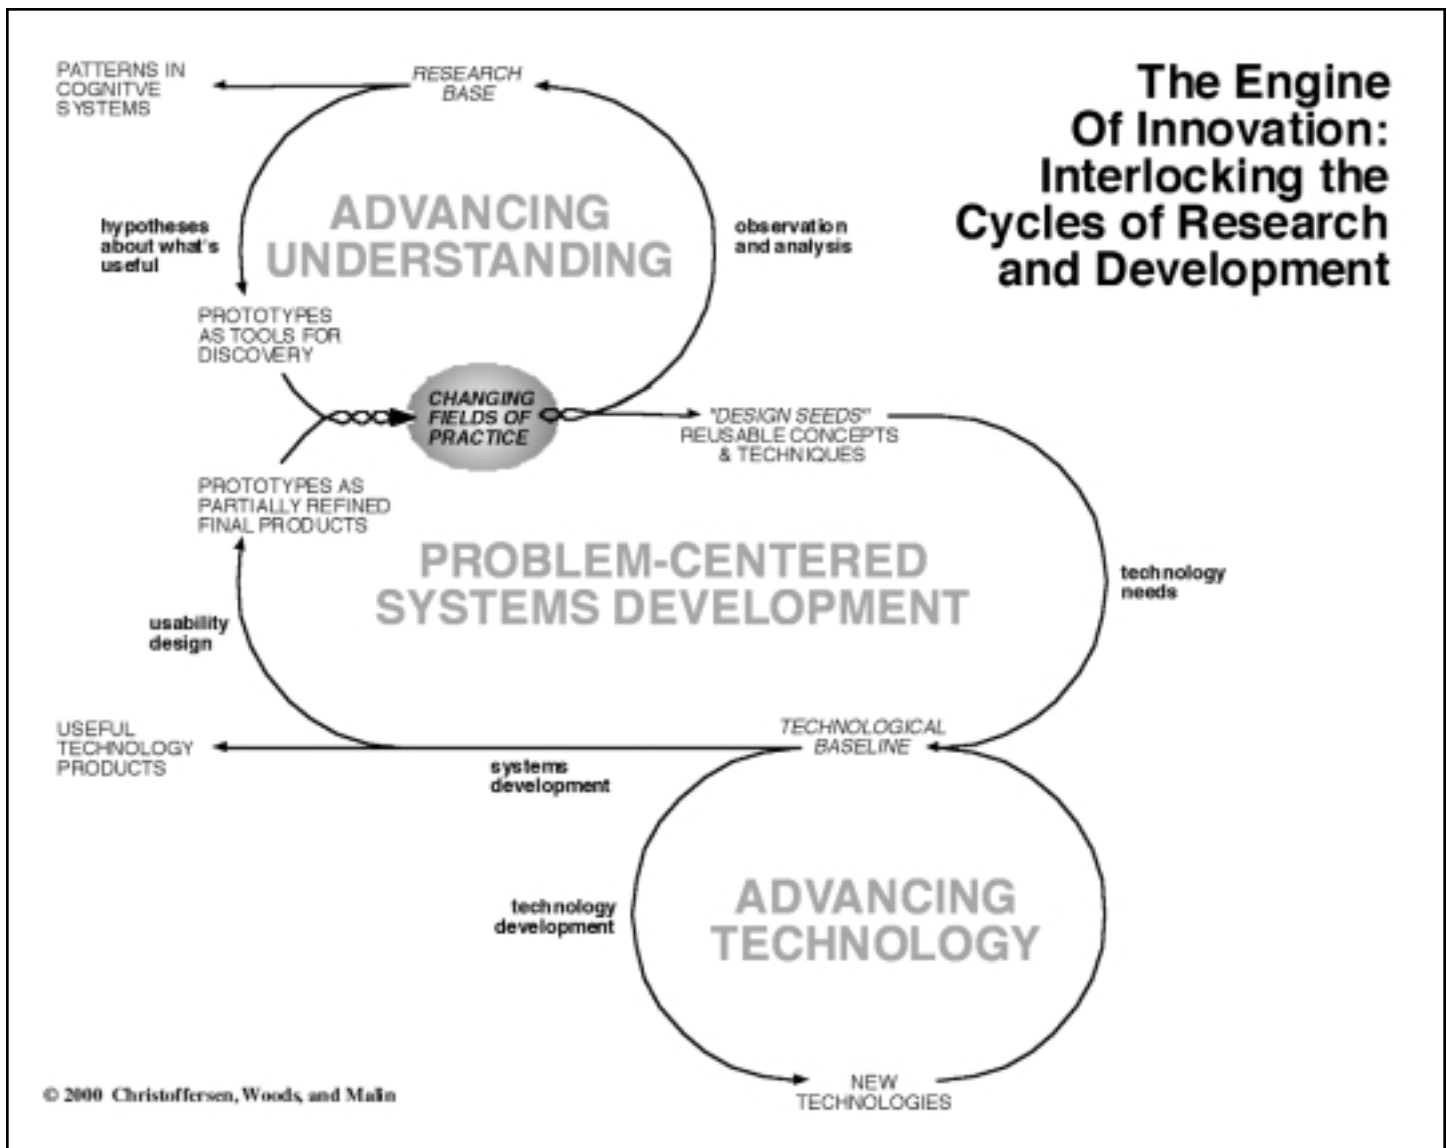 The Engine
Of Innovation:
Interlocking the
Cycles of Research
and Development
PATTERNS IN
COGNITVE
SYSTEMS
RESEARCH
BASE
ADVANCING
UNDERSTANDING
hypotheses
about what's
useful
observation
and analysis
PROTOTYPES
AS TOOLS FOR
DISCOVERY
CHANGING
FIELDS OF
PRACTICE
"DESIGN SEEDS"
REUSABLE CONCEPTS
& TECHNIQUES
PROTOTYPES AS
PARTIALLY REFINED
FINAL PRODUCTS
PROBLEM-CENTERED
SYSTEMS DEVELOPMENT
technology
needs
usability
design
USEFUL
TECHNOLOGY
PRODUCTS
systems
development
TECHNOLOGICAL
BASELINE
technology
development
ADVANCING
TECHNOLOGY
NEW
TECHNOLOGIES
© 2000 Christoffersen, Woods, and Malin